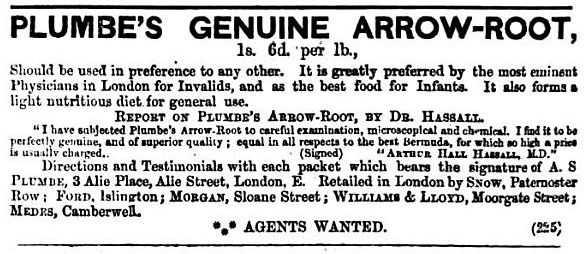 PLUMBE'S GENUINE ARROW-ROOT,
1s. 6d. per lb.,
Should be used in preference to any other. It is greatly preferred by the most eminent
Physicians in London for Invalids, and as the best food for Infants. It also forms a
light nutritious diet for general use.
REPORT ON PLUMBE'S ARROW-ROOT, BY DR. HASSALL.
"I have subjected Plumbe's Arrow-Root to careful examination, microscopical and chemical. I find it to be
perfectly genuine, and of superior quality; equal in all respects to the best Bermuda, for which so high a price
is usually charged. (Signed) "ARTHUR HALL HASSALL, M.D."
Directions and Testimonials with each packet which bears the signature of A. S
PLUMBE, 3 Alie Place, Alie Street, London, E. Retailed in London by SNOW, Paternoster
Row; FORD, Islington; MORGAN, Sloane Street; WILLIAMS & LLOYD, Moorgate Street;
MEDES, Camberwell.
*** AGENTS WANTED. (225)